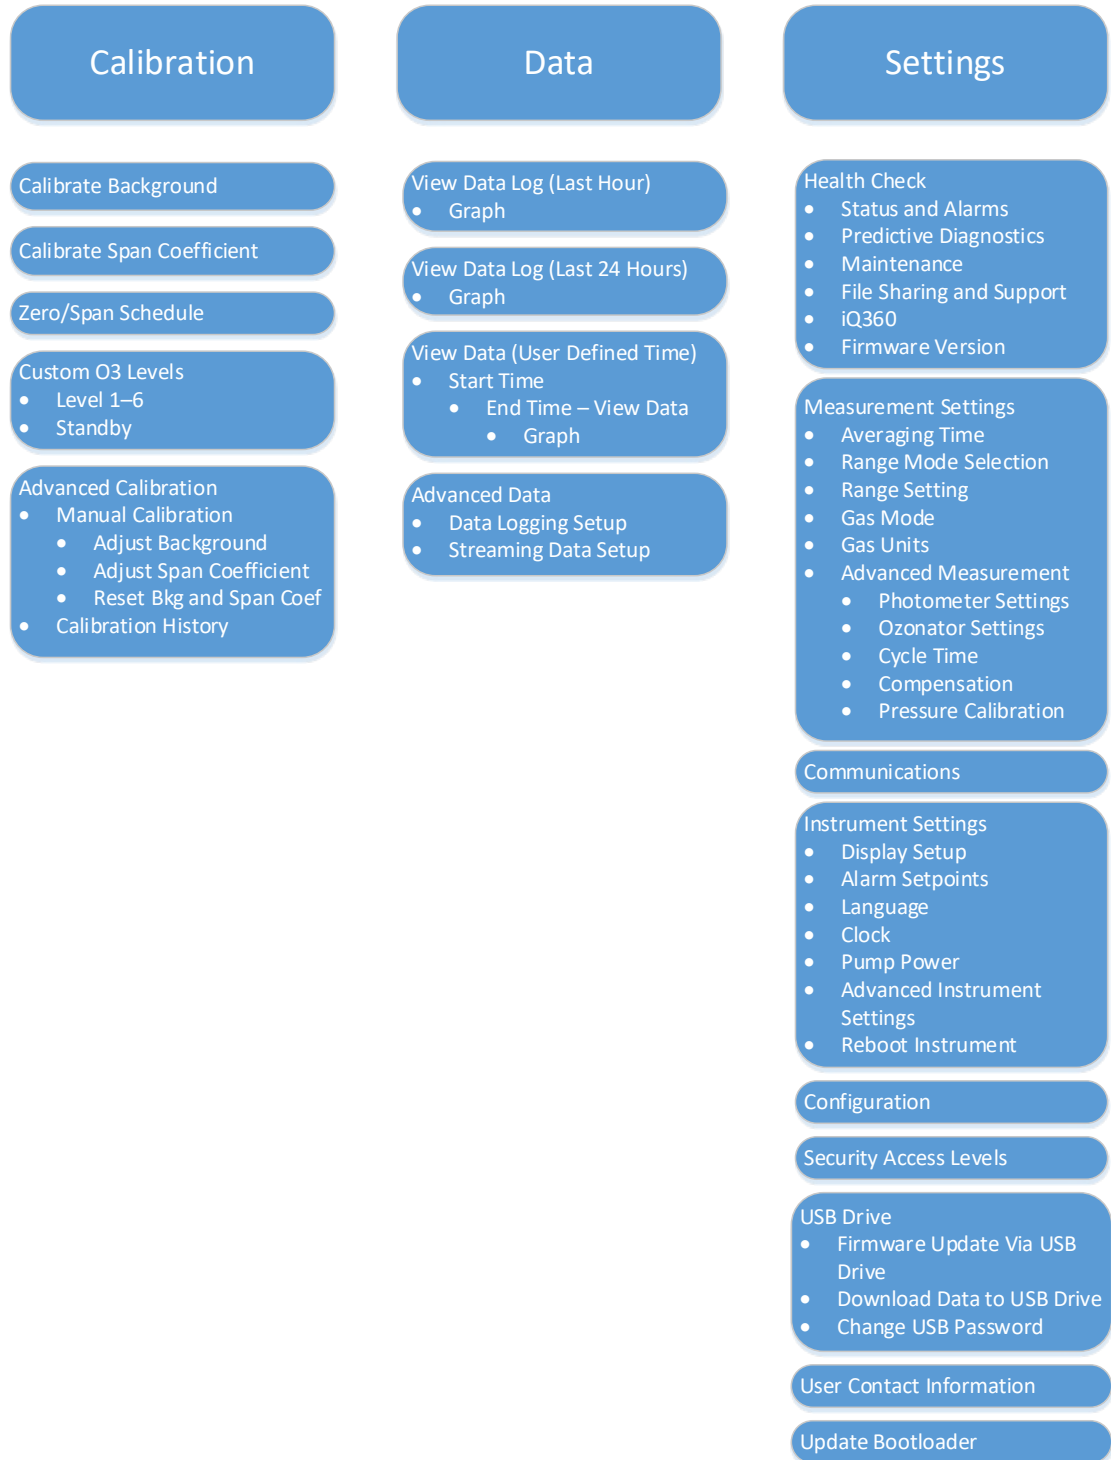 Calibration
Calibrate Background
Calibrate Span Coefficient
Zero/Span Schedule
Custom O3 Levels
• Level 1–6
• Standby
Advanced Calibration
• Manual Calibration
• Adjust Background
• Adjust Span Coefficient
• Reset Bkg and Span Coef
• Calibration History
Data
View Data Log (Last Hour)
• Graph
View Data Log (Last 24 Hours)
• Graph
View Data (User Defined Time)
• Start Time
• End Time – View Data
• Graph
Advanced Data
• Data Logging Setup
• Streaming Data Setup
Settings
Health Check
• Status and Alarms
• Predictive Diagnostics
• Maintenance
• File Sharing and Support
• iQ360
• Firmware Version
Measurement Settings
• Averaging Time
• Range Mode Selection
• Range Setting
• Gas Mode
• Gas Units
• Advanced Measurement
• Photometer Settings
• Ozonator Settings
• Cycle Time
• Compensation
• Pressure Calibration
Communications
Instrument Settings
• Display Setup
• Alarm Setpoints
• Language
• Clock
• Pump Power
• Advanced Instrument
Settings
• Reboot Instrument
Configuration
Security Access Levels
USB Drive
• Firmware Update Via USB
Drive
• Download Data to USB Drive
• Change USB Password
User Contact Information
Update Bootloader